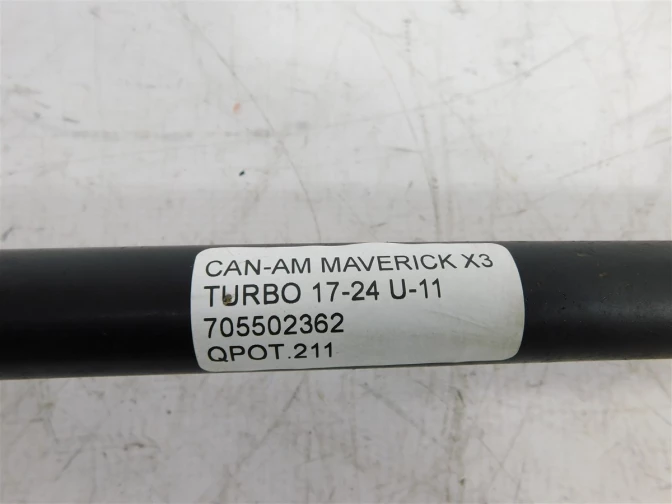 CAN-AM MAVERICK X3
TURBO 17-24 U-11
705502362
QPOT.211